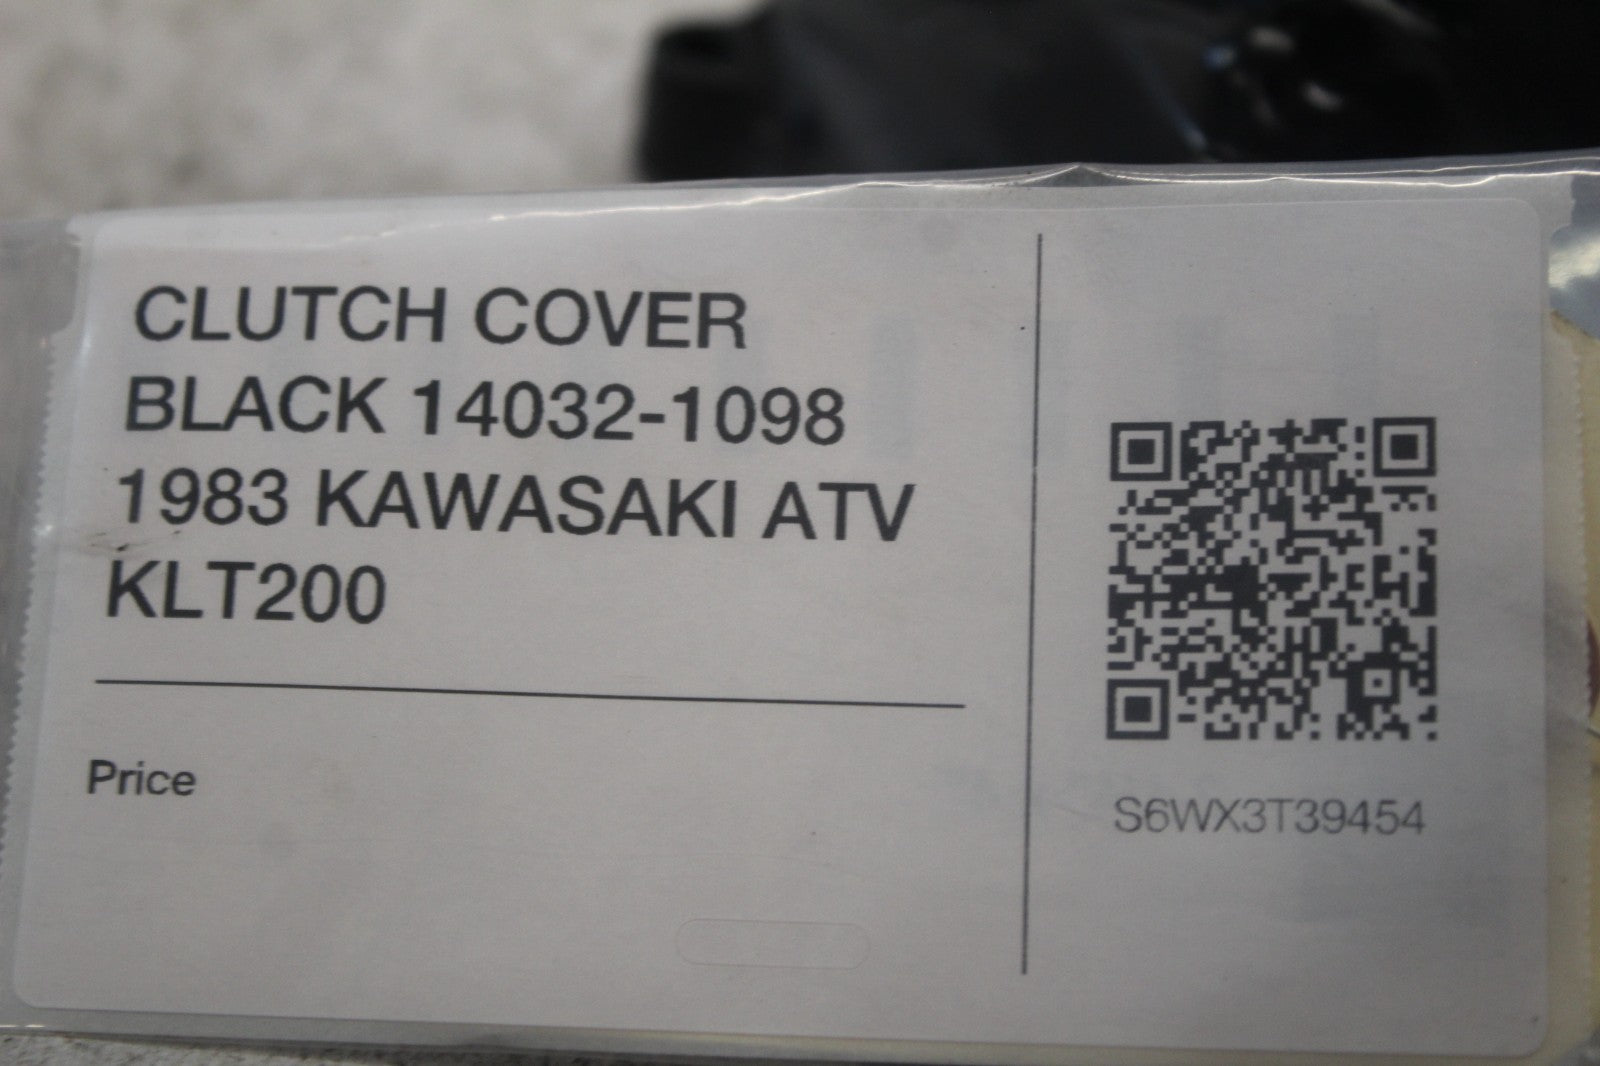 CLUTCH COVER
BLACK 14032-1098
1983 KAWASAKI ATV
KLT200
Price
S6WX3T39454